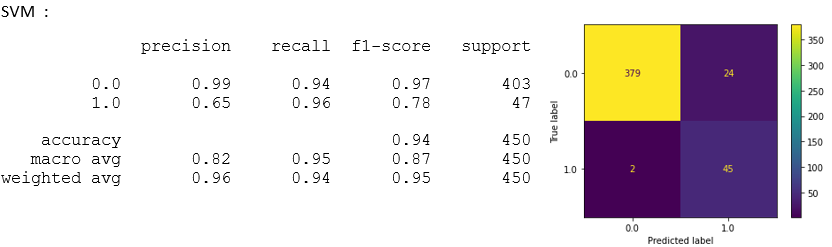 SVM :
precision recall f1-score support
0.0 0.99 0.94 0.97 403
1.0 0.65 0.96 0.78 47
accuracy 0.94 450
macro avg 0.82 0.95 0.87 450
weighted avg 0.96 0.94 0.95 450
True label
0.0
1.0
379 24
2 45
0.0 1.0
Predicted label
350
300
250
200
150
100
50